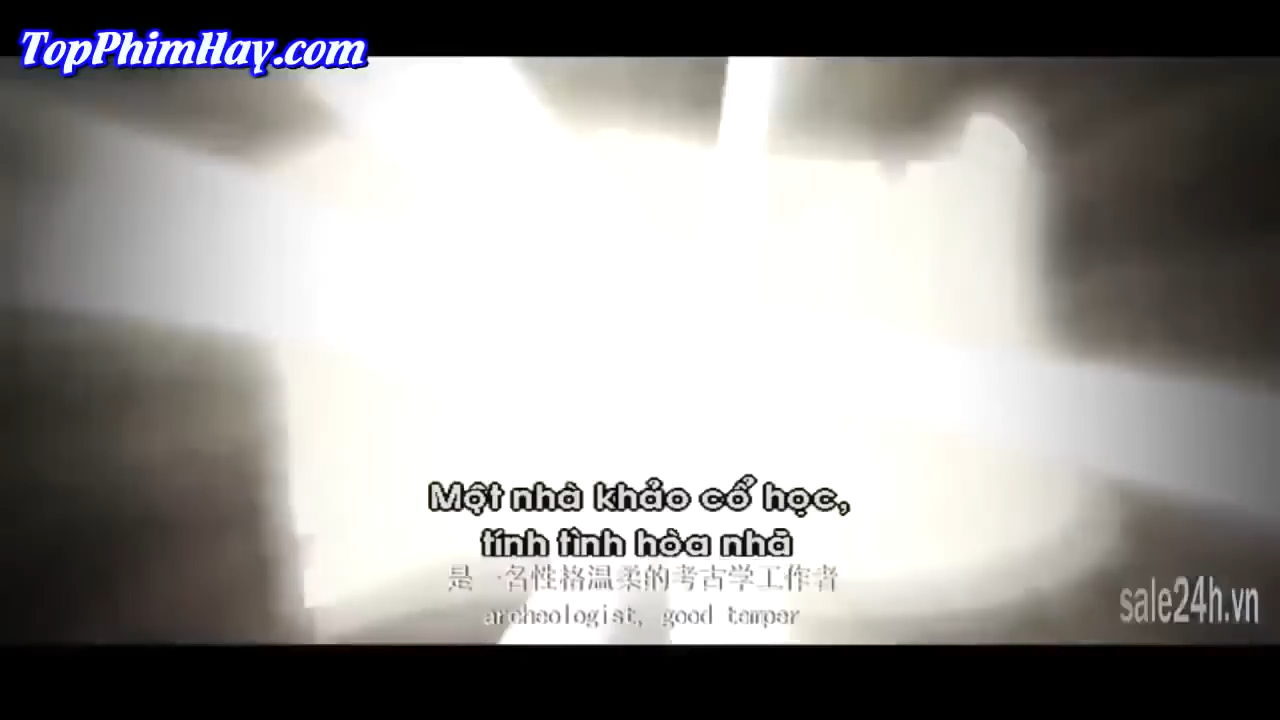 TopPhimHay.com
Một nhà khảo cổ học,
tính tình hòa nhã
是一名性格温柔的考古学工作者
archeologist, good temper
sale24h.vn